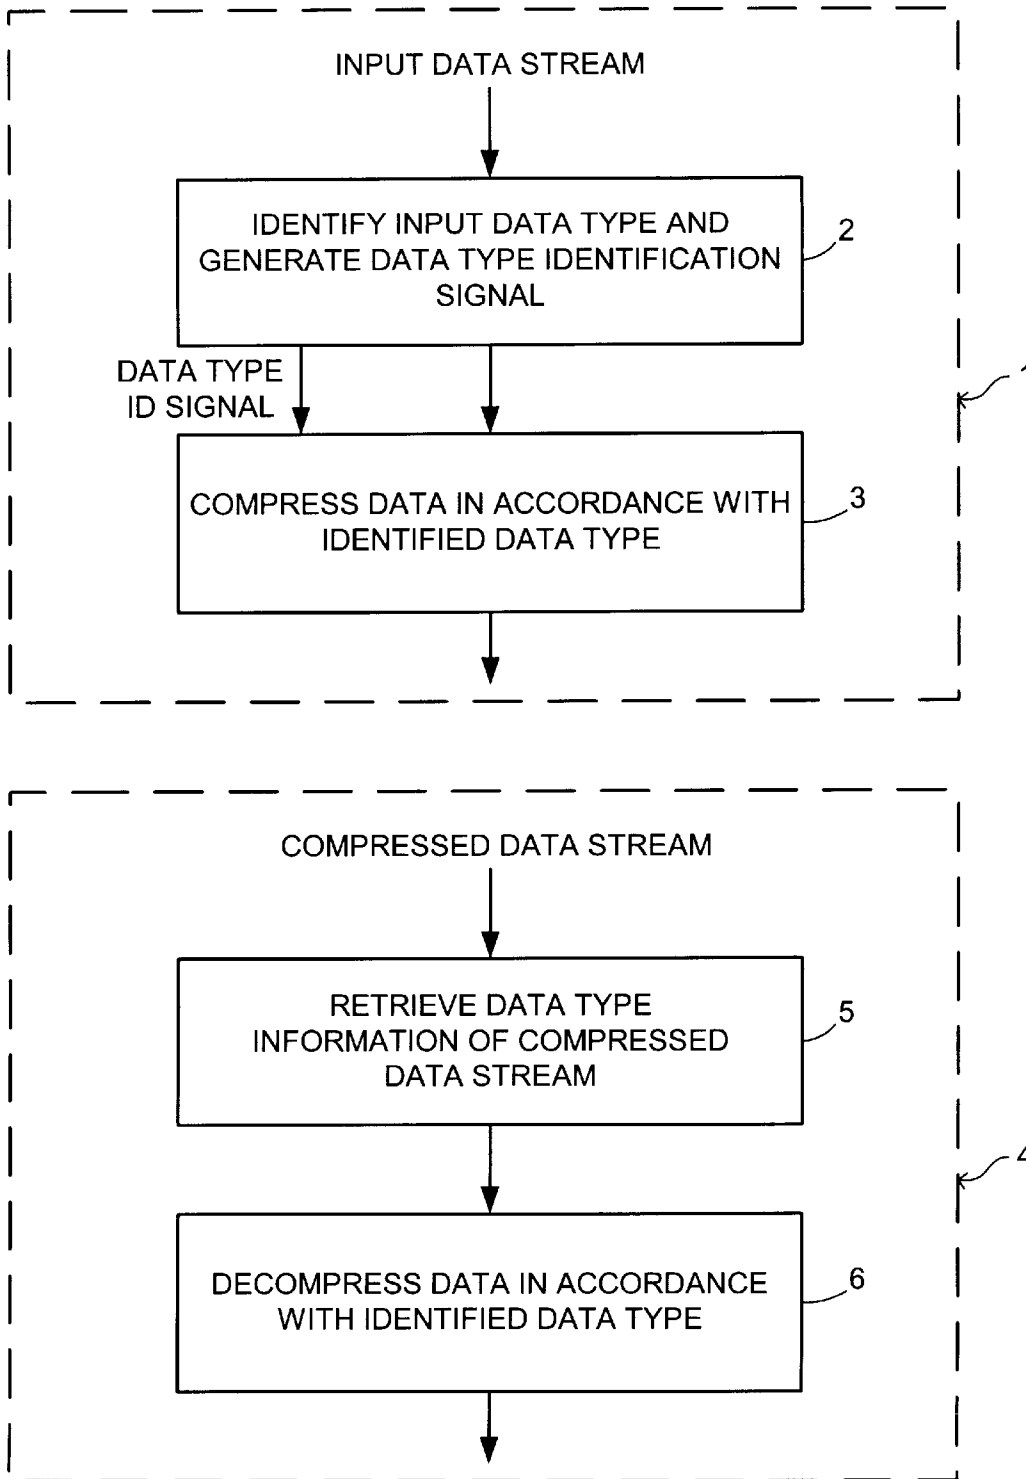 INPUT DATA STREAM
IDENTIFY INPUT DATA TYPE AND
GENERATE DATA TYPE IDENTIFICATION
SIGNAL
2
DATA TYPE
ID SIGNAL
1
COMPRESS DATA IN ACCORDANCE WITH
IDENTIFIED DATA TYPE
3
COMPRESSED DATA STREAM
RETRIEVE DATA TYPE
INFORMATION OF COMPRESSED
DATA STREAM
5
4
DECOMPRESS DATA IN ACCORDANCE
WITH IDENTIFIED DATA TYPE
6